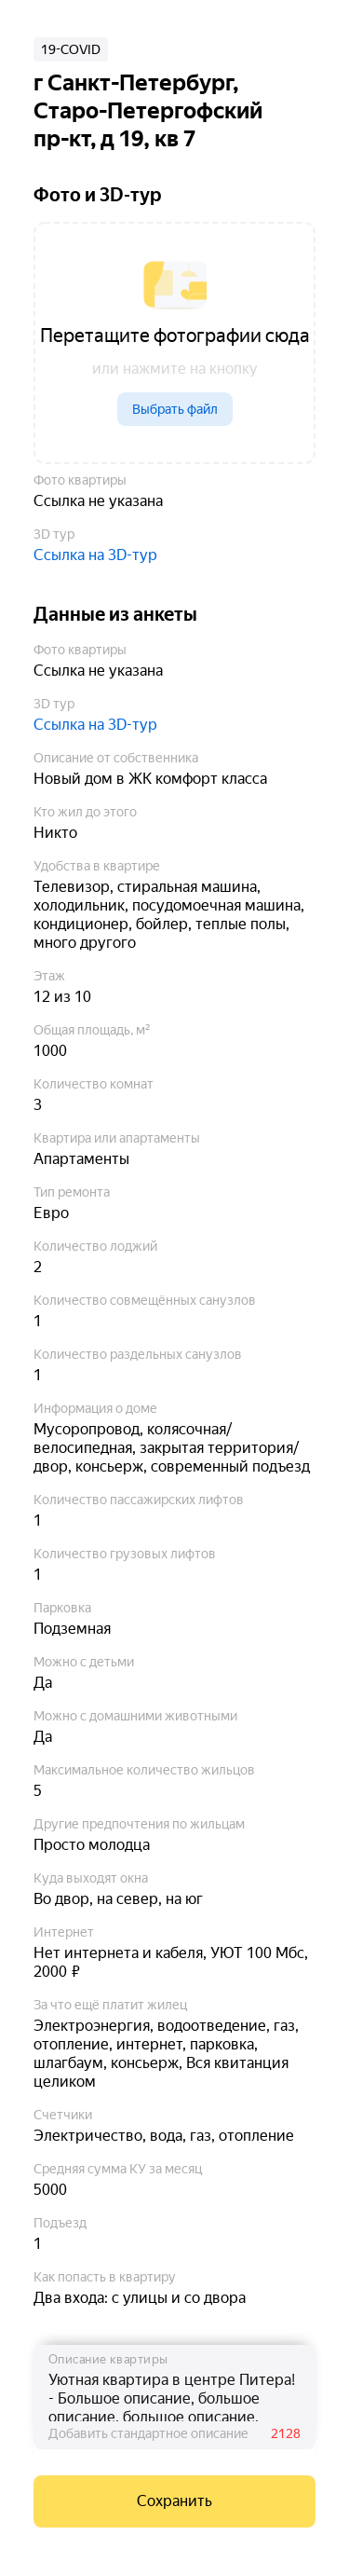 19-COVID
г Санкт-Петербург,
Старо-Петергофский
пр-кт, д 19, кв 7
Фото и 3D-тур
Перетащите фотографии сюда
или нажмите на кнопку
Выбрать файл
Фото квартиры
Ссылка не указана
3D тур
Ссылка на 3D-тур
Данные из анкеты
Фото квартиры
Ссылка не указана
3D тур
Ссылка на 3D-тур
Описание от собственника
Новый дом в ЖК комфорт класса
Кто жил до этого
Никто
Удобства в квартире
Телевизор, стиральная машина,
холодильник, посудомоечная машина,
кондиционер, бойлер, теплые полы,
много другого
Этаж
12 из 10
Общая площадь, м²
1000
Количество комнат
3
Квартира или апартаменты
Апартаменты
Тип ремонта
Евро
Количество лоджий
2
Количество совмещённых санузлов
1
Количество раздельных санузлов
1
Информация о доме
Мусоропровод, колясочная/
велосипедная, закрытая территория/
двор, консьерж, современный подъезд
Количество пассажирских лифтов
1
Количество грузовых лифтов
1
Парковка
Подземная
Можно с детьми
Да
Можно с домашними животными
Да
Максимальное количество жильцов
5
Другие предпочтения по жильцам
Просто молодца
Куда выходят окна
Во двор, на север, на юг
Интернет
Нет интернета и кабеля, УЮТ 100 Мбс,
2000 ₽
За что ещё платит жилец
Электроэнергия, водоотведение, газ,
отопление, интернет, парковка,
шлагбаум, консьерж, Вся квитанция
целиком
Счетчики
Электричество, вода, газ, отопление
Средняя сумма КУ за месяц
5000
Подъезд
1
Как попасть в квартиру
Два входа: с улицы и со двора
Описание квартиры
Уютная квартира в центре Питера!
- Большое описание, большое
описание, большое описание,
Добавить стандартное описание 2128
Сохранить